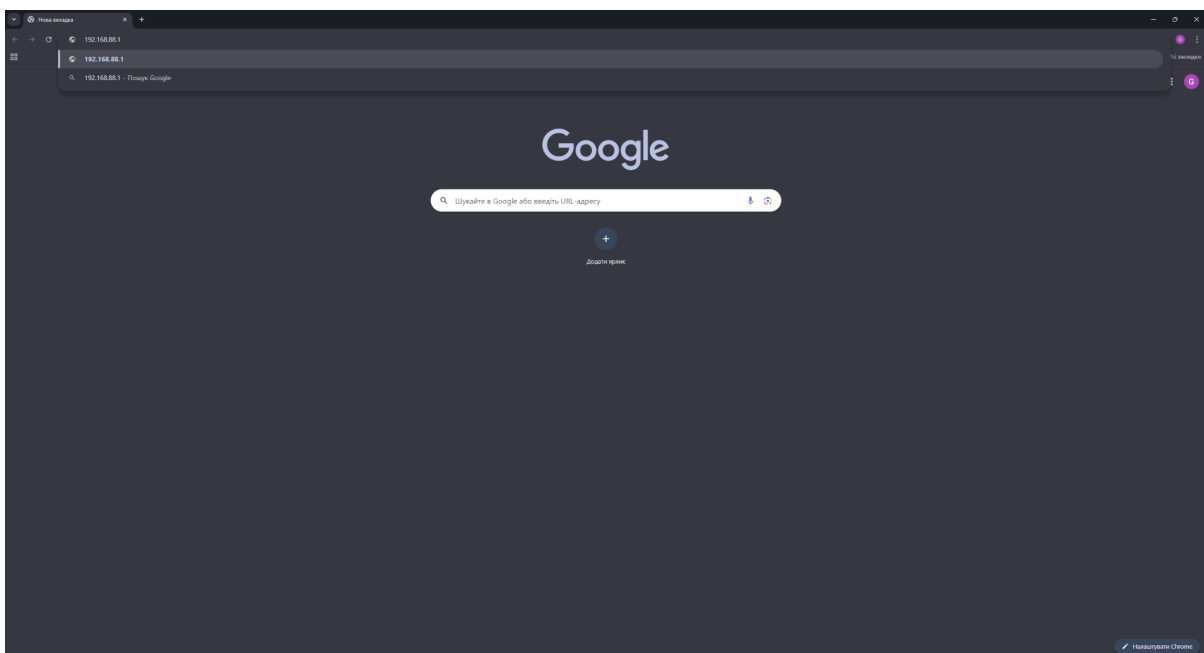 Нова вкладка
192.168.88.1
192.168.88.1
192.168.88.1 – Пошук Google
закладки
G
G
Google
Шукайте в Google або введіть URL-адресу
Додати ярлик
Налаштувати Chrome